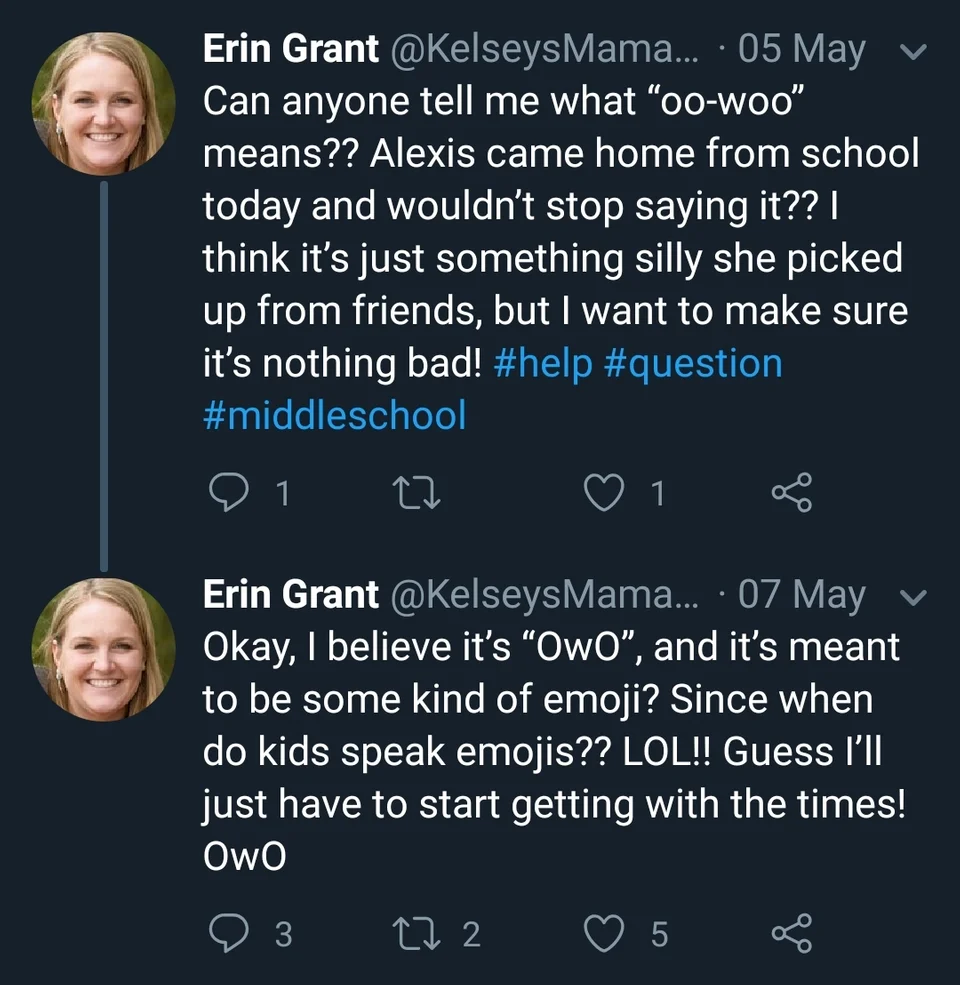 Erin Grant @KelseysMama... · 05 May
Can anyone tell me what “oo-woo”
means?? Alexis came home from school
today and wouldn’t stop saying it?? I
think it’s just something silly she picked
up from friends, but I want to make sure
it’s nothing bad! #help #question
#middleschool
1 1
Erin Grant @KelseysMama... · 07 May
Okay, I believe it’s “OwO”, and it’s meant
to be some kind of emoji? Since when
do kids speak emojis?? LOL!! Guess I’ll
just have to start getting with the times!
OwO
3 2 5